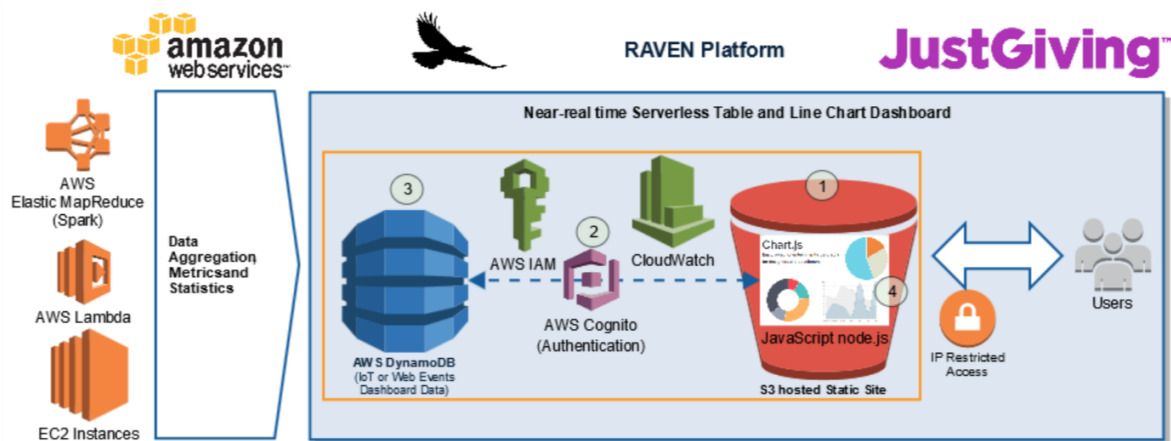 amazon
webservices™
RAVEN Platform
JustGiving™
Near-real time Serverless Table and Line Chart Dashboard
AWS
Elastic MapReduce
(Spark)
AWS Lambda
EC2 Instances
Data
Aggregation,
Metricsand
Statistics
3
AWS DynamoDB
(IoT or Web Events
Dashboard Data)
AWS IAM
2
AWS Cognito
(Authentication)
CloudWatch
1
Chart.js
4
JavaScript node.js
S3 hosted Static Site
IP Restricted
Access
Users